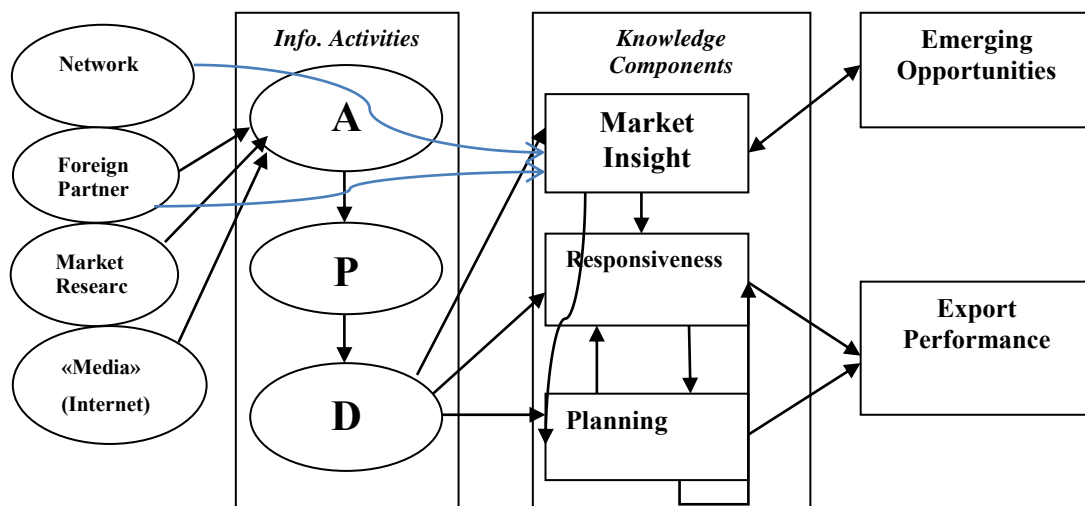 Network
Foreign
Partner
Market
Researc
«Media»
(Internet)
Info. Activities
A
P
D
Knowledge
Components
Market
Insight
Responsiveness
Planning
Emerging
Opportunities
Export
Performance